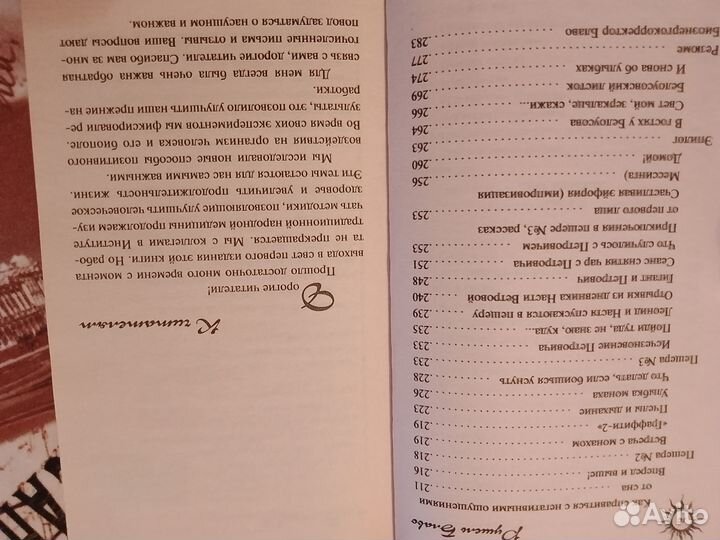 Рушель Блаво
Как справиться с негативными ощущениями
от сна ..........211
Вперед и выше! ..........216
Пещера №2 ..........218
Встреча с монахом ..........219
«Граффити-2» ..........219
Пчелы и дыхание ..........223
Улыбка монаха ..........226
Что делать, если боишься уснуть ..........228
Пещера №3 ..........233
Исчезновение Петровича ..........233
Пойди туда, не знаю, куда... ..........235
Леонид и Настя спускаются в пещеру ..........239
Отрывки из дневника Насти Ветровой ..........240
Гигант и Петрович ..........248
Сеанс снятия чар с Петровича ..........251
Что случилось с Петровичем ..........253
Приключения в пещере №3, рассказ
от первого лица ..........253
Счастливая эйфория (импровизация
Мессинга) ..........256
Домой! ..........260
Эпилог ..........263
В гостях у Белоусова ..........264
Свет мой, зеркальце, скажи... ..........266
Белоусовский листок ..........269
И снова об улыбках ..........274
Резюме ..........277
Биоэнергокорректор Блаво ..........283
К читателям
Дорогие читатели!
Прошло достаточно много времени с момента
выхода в свет первого издания этой книги. Но рабо-
та не прекращается. Мы с коллегами в Институте
традиционной народной медицины продолжаем изу-
чать методики, позволяющие улучшить человеческое
здоровье и увеличить продолжительность жизни.
Эти темы остаются для нас самыми важными.
Мы исследовали новые способы позитивного
воздействия на организм человека и его биополе.
Во время своих экспериментов мы фиксировали ре-
зультаты, это позволило улучшить наши прежние на-
работки.
Для меня всегда была очень важна обратная
связь с вами, дорогие читатели. Спасибо вам за мно-
гочисленные письма и отзывы. Ваши вопросы дают
повод задуматься о насущном и важном.
Avito